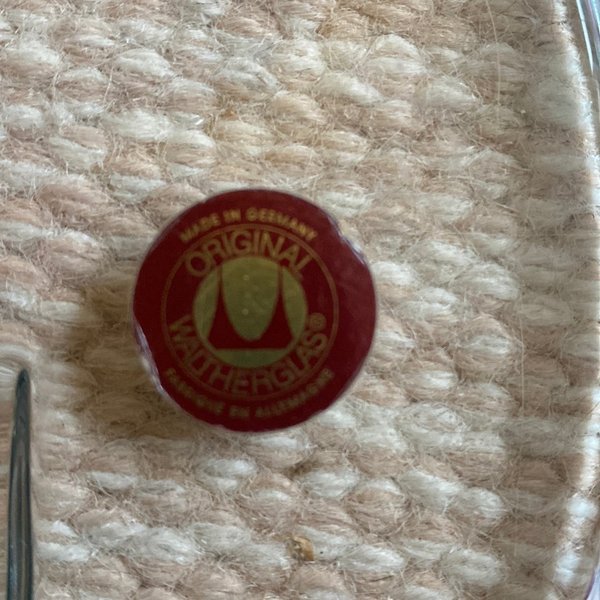 MADE IN GERMANY
ORIGINAL
WALTHERGLAS®
FABRIQUÉ EN ALLEMAGNE